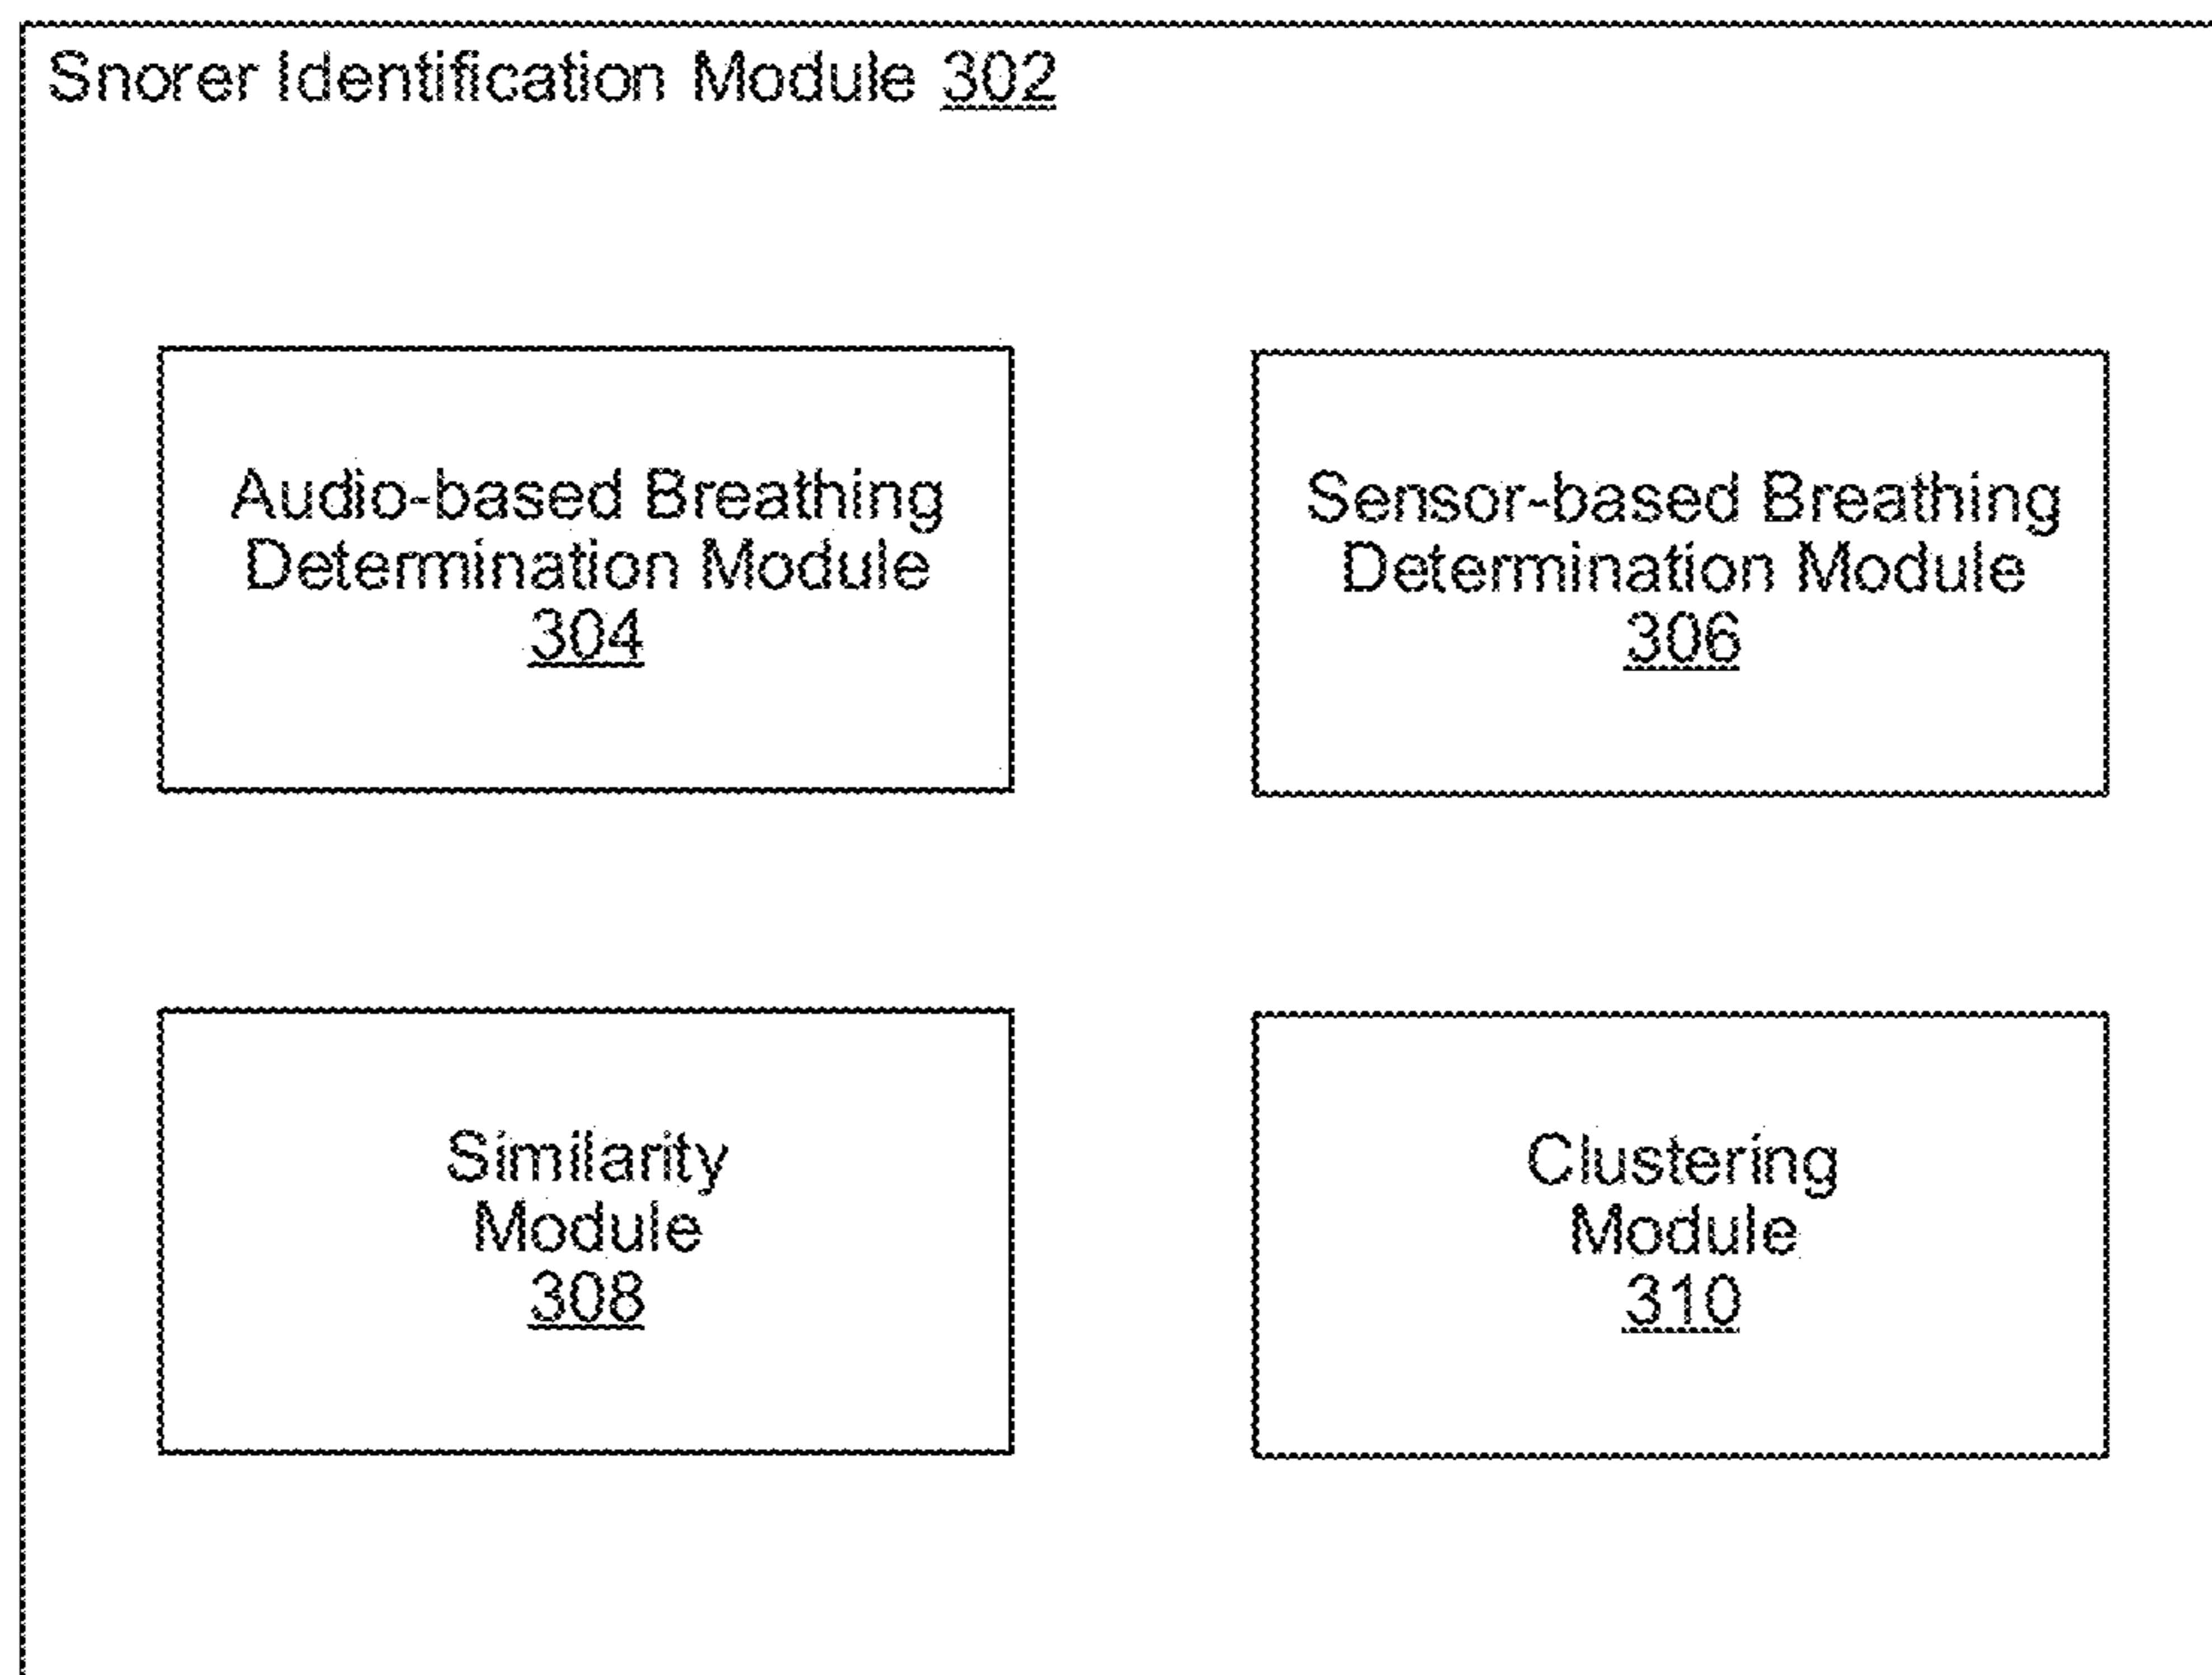 Snorer Identification Module 302
Audio-based Breathing
Determination Module
304
Sensor-based Breathing
Determination Module
306
Similarity
Module
308
Clustering
Module
310